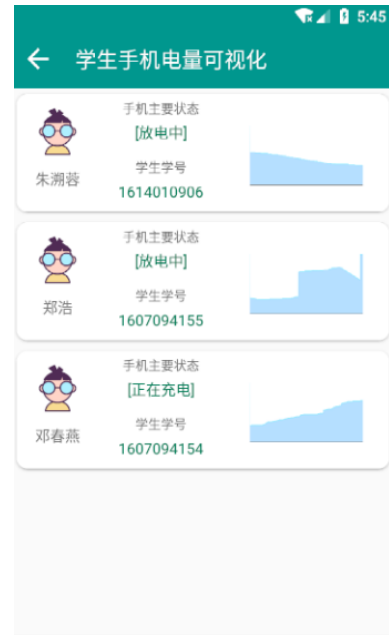 5:45
学生手机电量可视化
手机主要状态
[放电中]
学生学号
朱溯蓉
1614010906
手机主要状态
[放电中]
学生学号
郑浩
1607094155
手机主要状态
[正在充电]
学生学号
邓春燕
1607094154